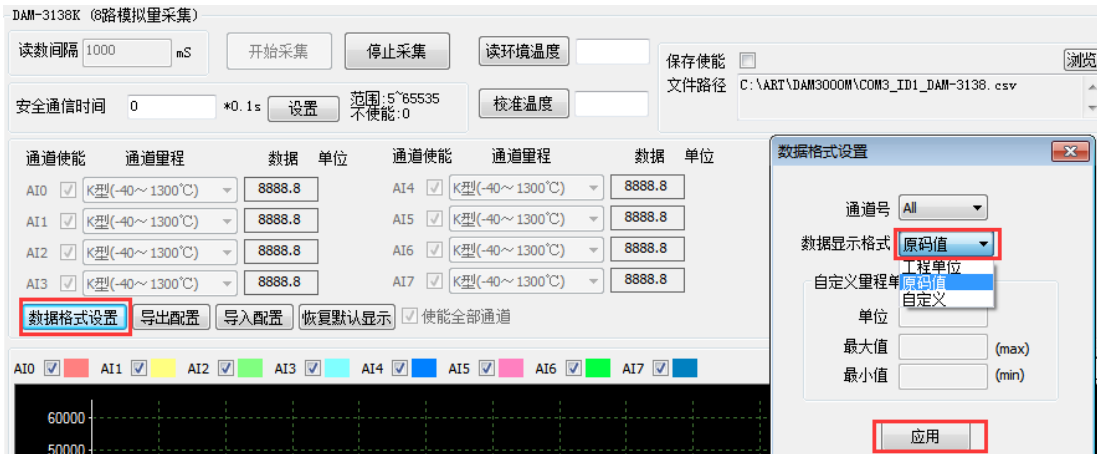 DAM-3138K (8路模拟量采集)
读数间隔 1000 mS 开始采集 停止采集 读环境温度
保存使能 浏览
文件路径 C:\ART\DAM3000M\COM3_ID1_DAM-3138.csv
安全通信时间 0 *0.1s 设置 范围:5~65535 校准温度
不使能:0
通道使能 通道量程 数据 单位 通道使能 通道量程 数据 单位
AI0 K型(-40～1300℃) 8888.8 AI4 K型(-40～1300℃) 8888.8
AI1 K型(-40～1300℃) 8888.8 AI5 K型(-40～1300℃) 8888.8
AI2 K型(-40～1300℃) 8888.8 AI6 K型(-40～1300℃) 8888.8
AI3 K型(-40～1300℃) 8888.8 AI7 K型(-40～1300℃) 8888.8
数据格式设置 导出配置 导入配置 恢复默认显示 使能全部通道
AI0 AI1 AI2 AI3 AI4 AI5 AI6 AI7
60000
50000
数据格式设置
通道号 All
数据显示格式 原码值
工程单位
自定义量程单 原码值
自定义
单位
最大值 (max)
最小值 (min)
应用